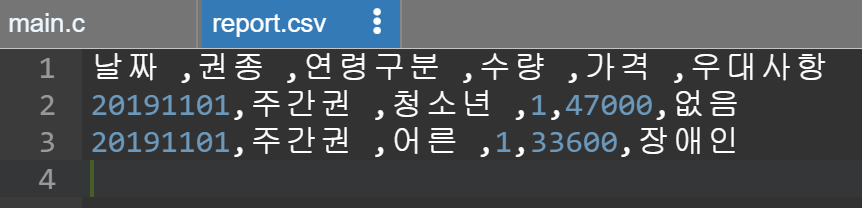 main.c report.csv
1 날짜 ,권종 ,연령구분 ,수량 ,가격 ,우대사항
2 20191101,주간권 ,청소년 ,1,47000,없음
3 20191101,주간권 ,어른 ,1,33600,장애인
4